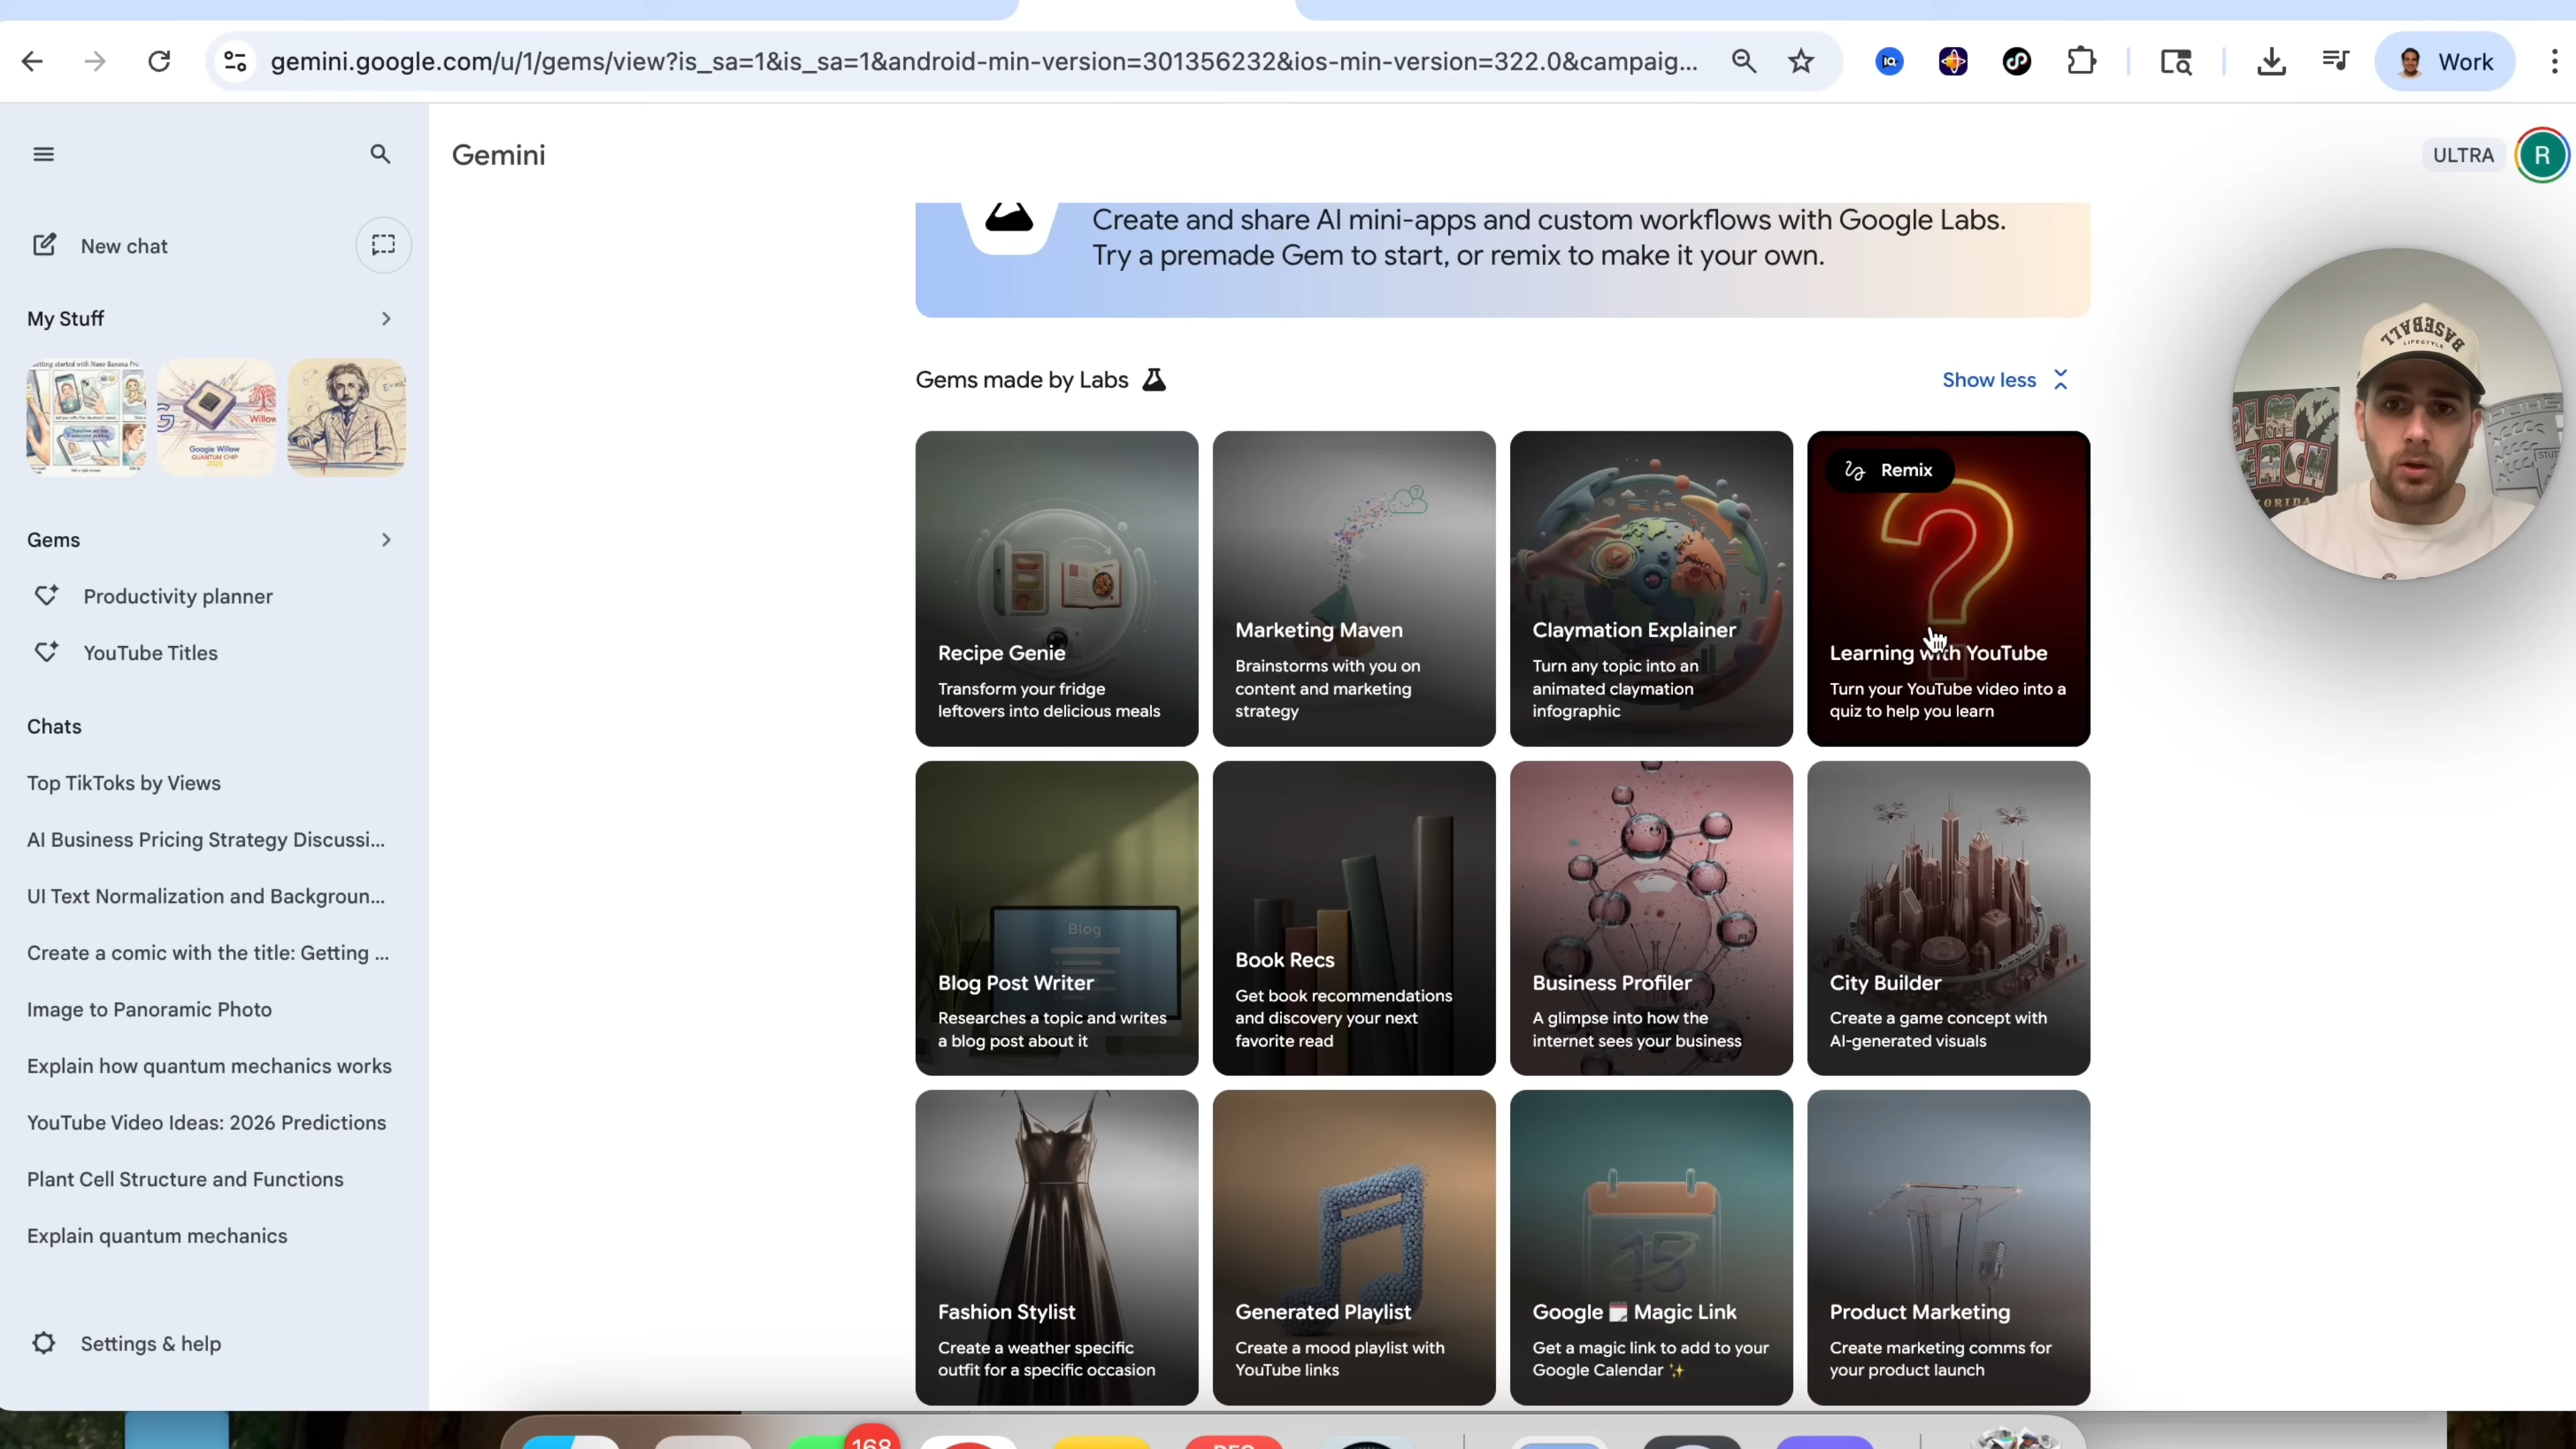 gemini.google.com/u/1/gems/view?is_sa=1&is_sa=1&android-min-version=301356232&ios-min-version=322.0&campaig...
Work
Gemini
ULTRA
R
New chat
My Stuff
Gems
Productivity planner
YouTube Titles
Chats
Top TikToks by Views
AI Business Pricing Strategy Discussi...
UI Text Normalization and Backgroun...
Create a comic with the title: Getting ...
Image to Panoramic Photo
Explain how quantum mechanics works
YouTube Video Ideas: 2026 Predictions
Plant Cell Structure and Functions
Explain quantum mechanics
Settings & help
Create and share AI mini-apps and custom workflows with Google Labs.
Try a premade Gem to start, or remix to make it your own.
Gems made by Labs
Show less
Recipe Genie
Transform your fridge
leftovers into delicious meals
Marketing Maven
Brainstorms with you on
content and marketing
strategy
Claymation Explainer
Turn any topic into an
animated claymation
infographic
Remix
Learning with YouTube
Turn your YouTube video into a
quiz to help you learn
Blog
Blog Post Writer
Researches a topic and writes
a blog post about it
Book Recs
Get book recommendations
and discovery your next
favorite read
Business Profiler
A glimpse into how the
internet sees your business
City Builder
Create a game concept with
AI-generated visuals
Fashion Stylist
Create a weather specific
outfit for a specific occasion
Generated Playlist
Create a mood playlist with
YouTube links
15
Google 🗓️ Magic Link
Get a magic link to add to your
Google Calendar ✨
Product Marketing
Create marketing comms for
your product launch
BASEBALL
LIFESTYLE
Google Willow
QUANTUM CHIP
Willow
168